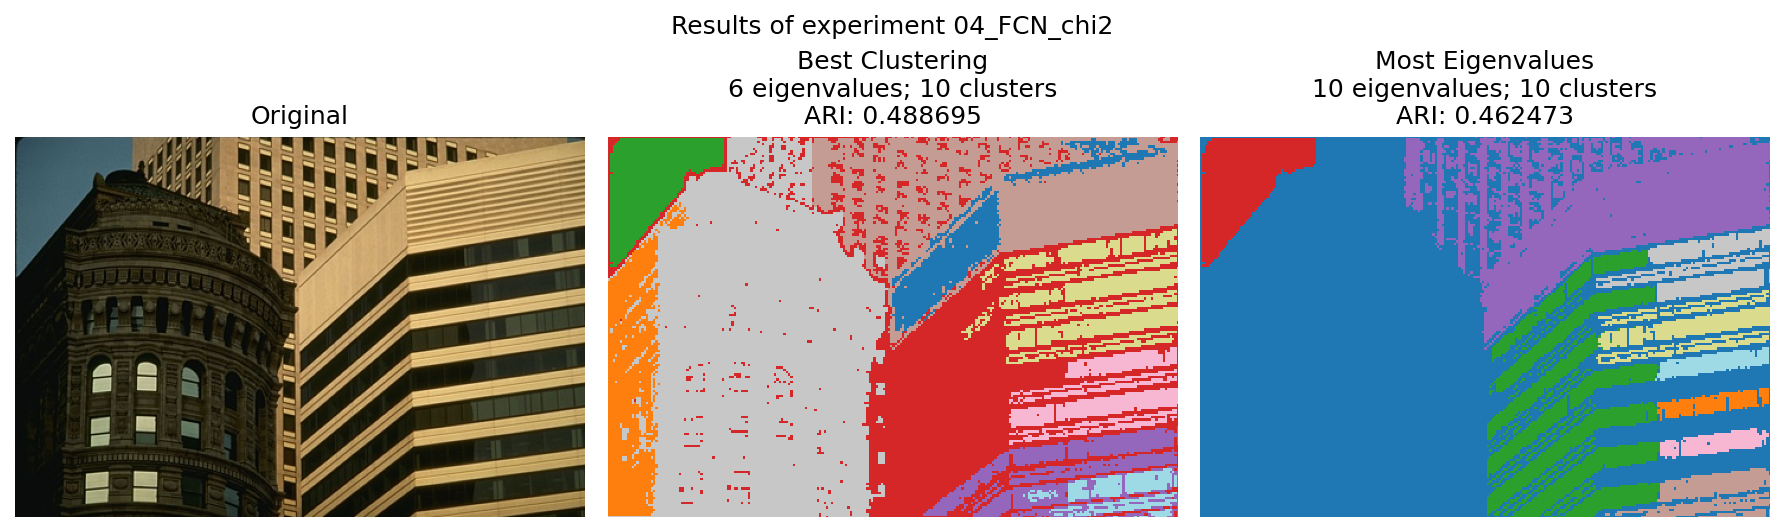 Results of experiment 04_FCN_chi2
Original
Best Clustering
6 eigenvalues; 10 clusters
ARI: 0.488695
Most Eigenvalues
10 eigenvalues; 10 clusters
ARI: 0.462473